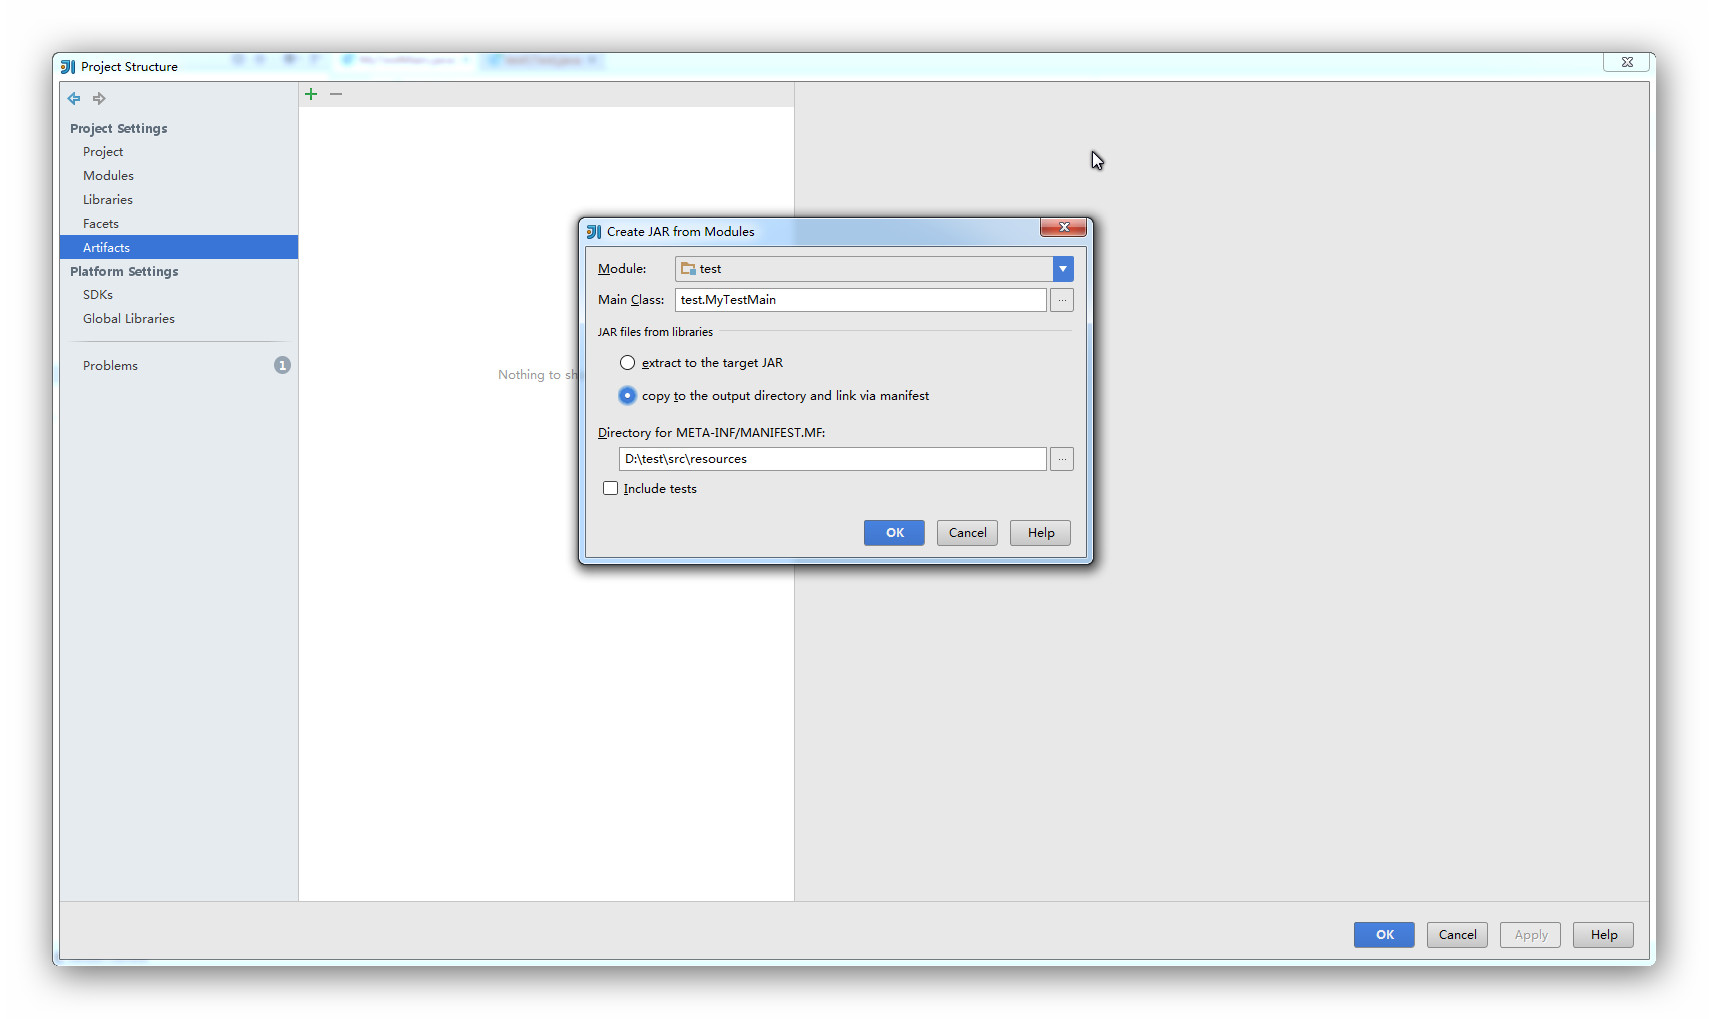 Project Structure
Project Settings
Project
Modules
Libraries
Facets
Artifacts
Platform Settings
SDKs
Global Libraries
Problems 1
Nothing to
Create JAR from Modules
Module: test
Main Class: test.MyTestMain ...
JAR files from libraries
extract to the target JAR
copy to the output directory and link via manifest
Directory for META-INF/MANIFEST.MF:
D:\test\src\resources ...
Include tests
OK Cancel Help
OK Cancel Apply Help